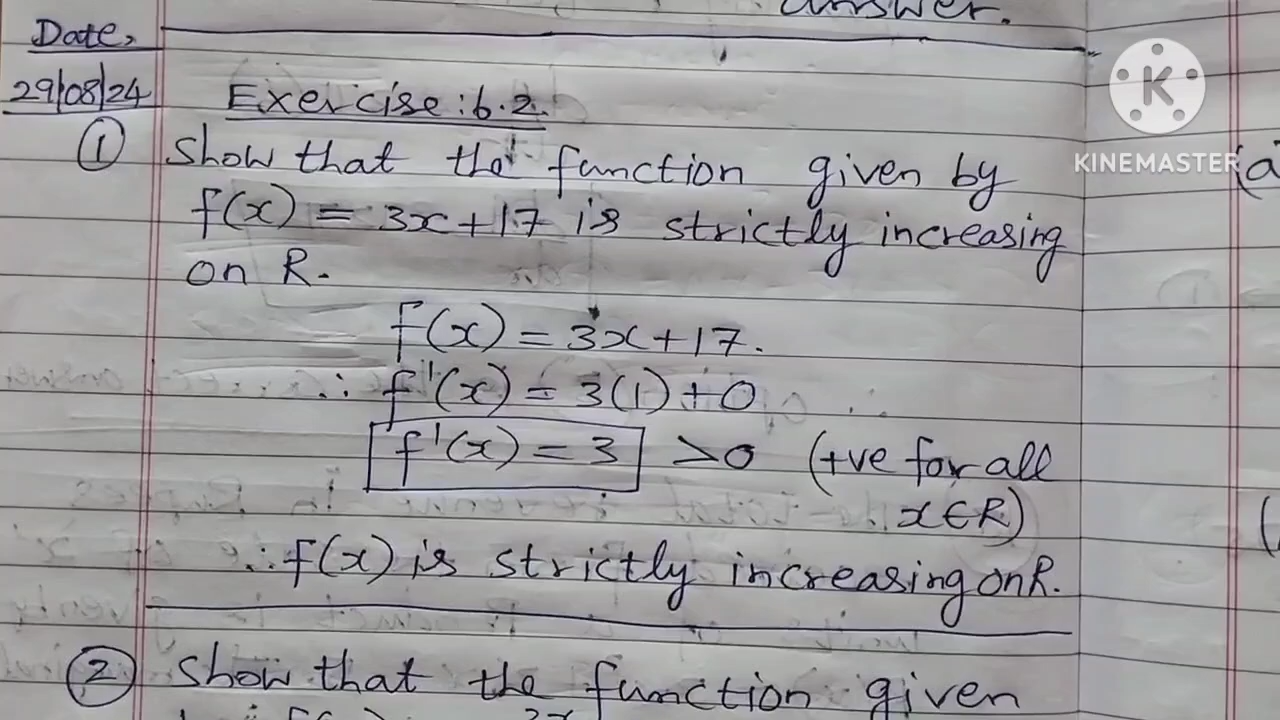 answer.
Date,
29/08/24
Exercise:6.2.
① Show that the function given by
f(x) = 3x+17 is strictly increasing
on R.
f(x) = 3x+17.
∴ f'(x) = 3(1)+0
f'(x) = 3 >0 (+ve for all
x∈R)
∴ f(x) is strictly increasing on R.
② Show that the function given
KINEMASTER
(a